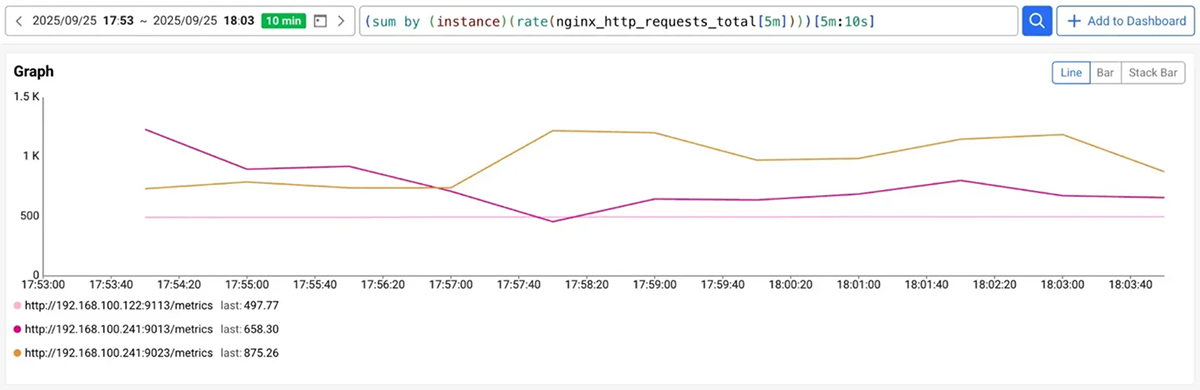 2025/09/25 17:53 ~ 2025/09/25 18:03 10 min (sum by (instance)(rate(nginx_http_requests_total[5m])))[5m:10s] + Add to Dashboard
Graph
Line Bar Stack Bar
1.5 K
1 K
500
0
17:53:00 17:53:40 17:54:20 17:55:00 17:55:40 17:56:20 17:57:00 17:57:40 17:58:20 17:59:00 17:59:40 18:00:20 18:01:00 18:01:40 18:02:20 18:03:00 18:03:40
http://192.168.100.122:9113/metrics last: 497.77
http://192.168.100.241:9013/metrics last: 658.30
http://192.168.100.241:9023/metrics last: 875.26